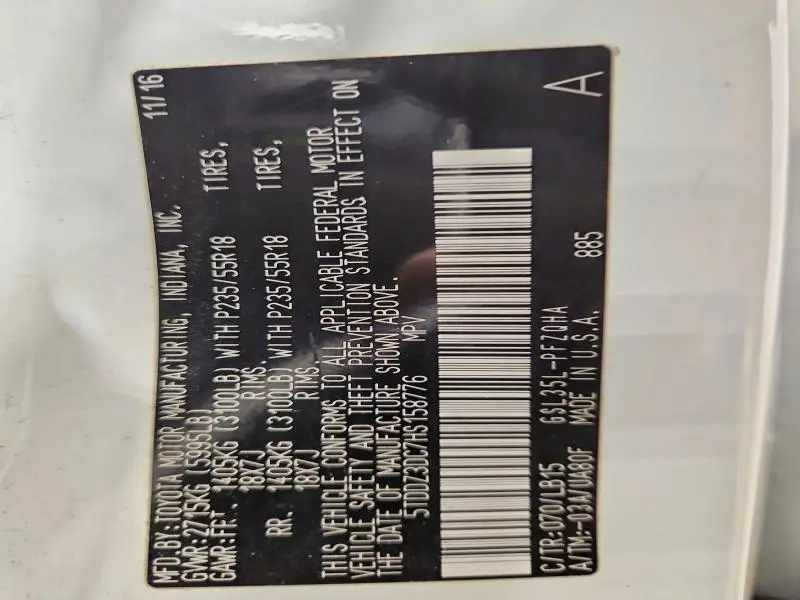 MFD.BY:TOYOTA MOTOR MANUFACTURING, INDIANA, INC. 11/16
GVWR:2715KG (5995LB)
GAWR:FFT. 1405KG (3100LB) WITH P235/55R18 TIRES,
18X7J RIMS.
RR. 1405KG (3100LB) WITH P235/55R18 TIRES,
18X7J RIMS.
THIS VEHICLE CONFORMS TO ALL APPLICABLE FEDERAL MOTOR
VEHICLE SAFETY AND THEFT PREVENTION STANDARDS IN EFFECT ON
THE DATE OF MANUFACTURE SHOWN ABOVE.
5TDDZ3DC7HS158776 MPV
C/TR:070/LB15 GSL35L-PFZQHA
A/TM:-03A/UA80F MADE IN U.S.A. 885 A